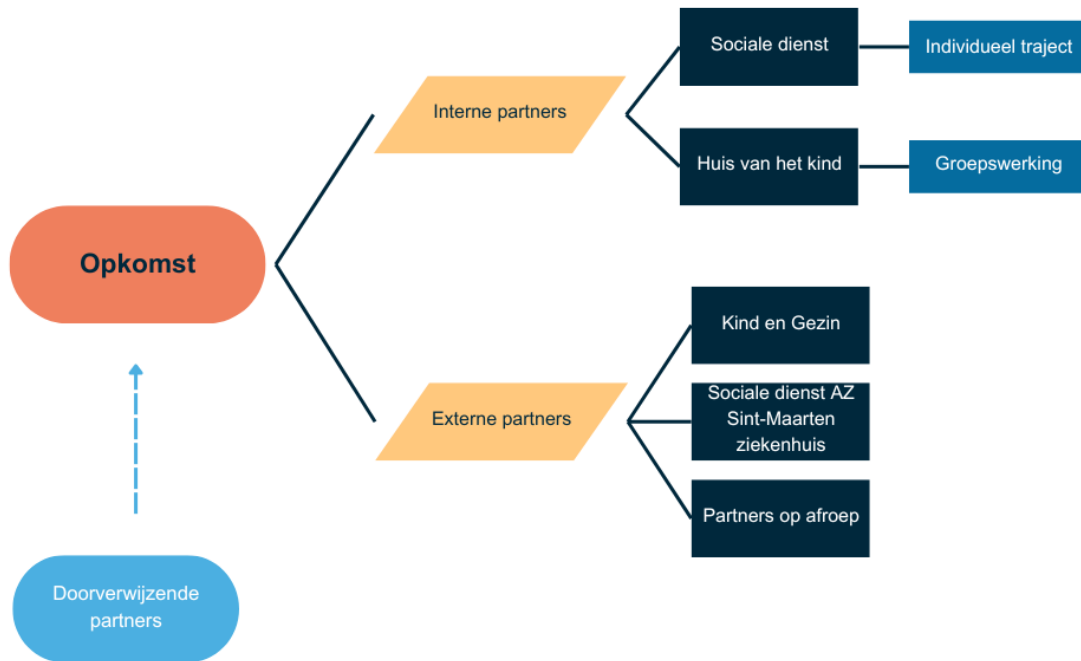 Sociale dienst
Individueel traject
Interne partners
Huis van het kind
Groepswerking
Opkomst
Kind en Gezin
Externe partners
Sociale dienst AZ
Sint-Maarten
ziekenhuis
Partners op afroep
Doorverwijzende
partners